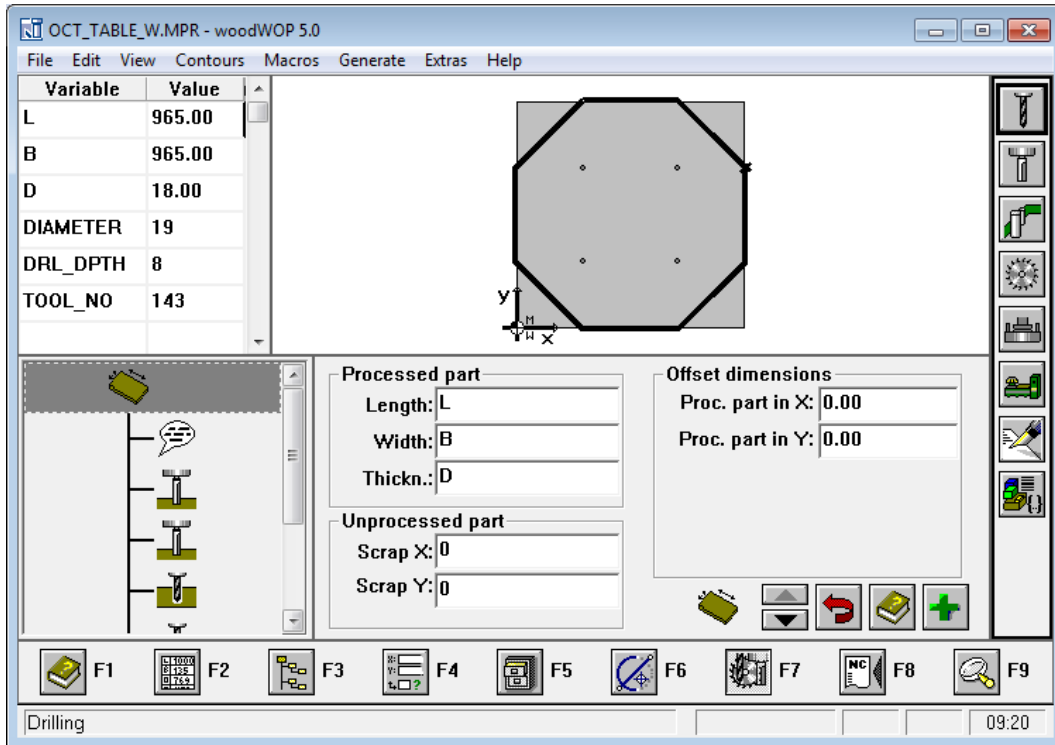 OCT_TABLE_W.MPR - woodWOP 5.0
File Edit View Contours Macros Generate Extras Help
Variable Value
L 965.00
B 965.00
D 18.00
DIAMETER 19
DRL_DPTH 8
TOOL_NO 143
y
M
W
x
Processed part
Length: L
Width: B
Thickn.: D
Unprocessed part
Scrap X: 0
Scrap Y: 0
Offset dimensions
Proc. part in X: 0.00
Proc. part in Y: 0.00
F1 F2 F3 F4 F5 F6 F7 NC F8 F9
Drilling 09:20